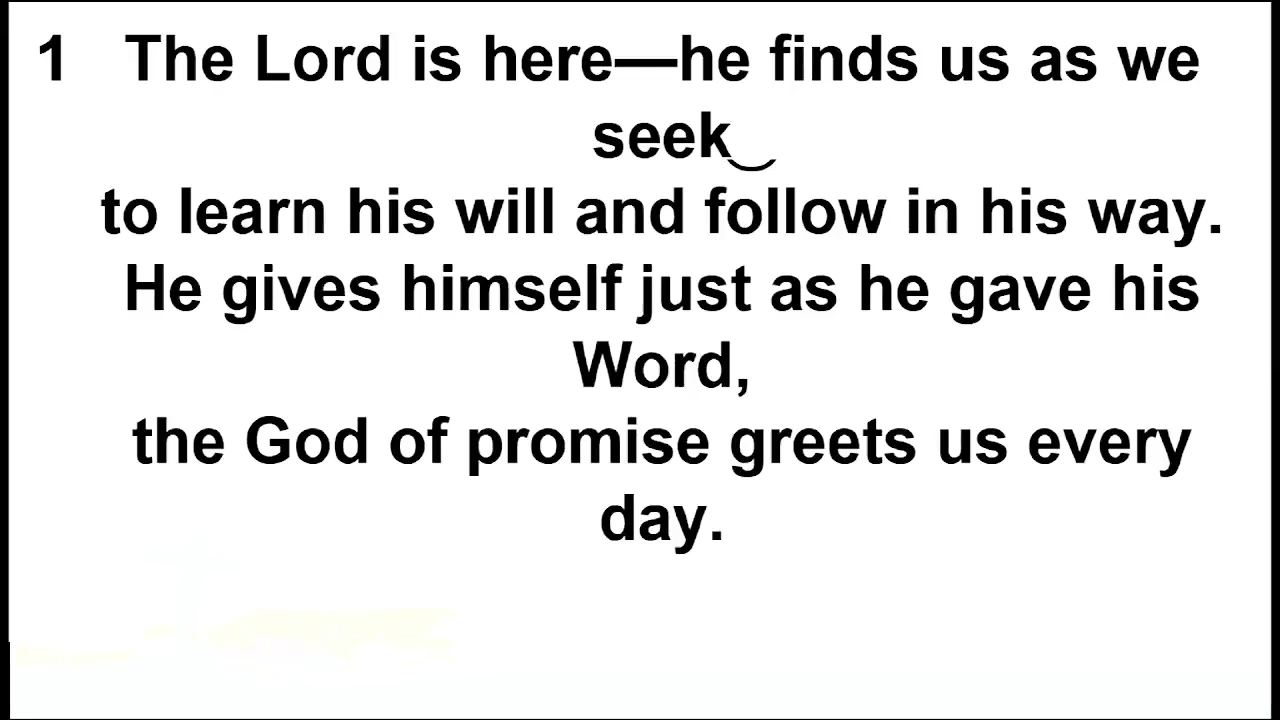 1 The Lord is here—he finds us as we
seek‿
to learn his will and follow in his way.
He gives himself just as he gave his
Word,
the God of promise greets us every
day.